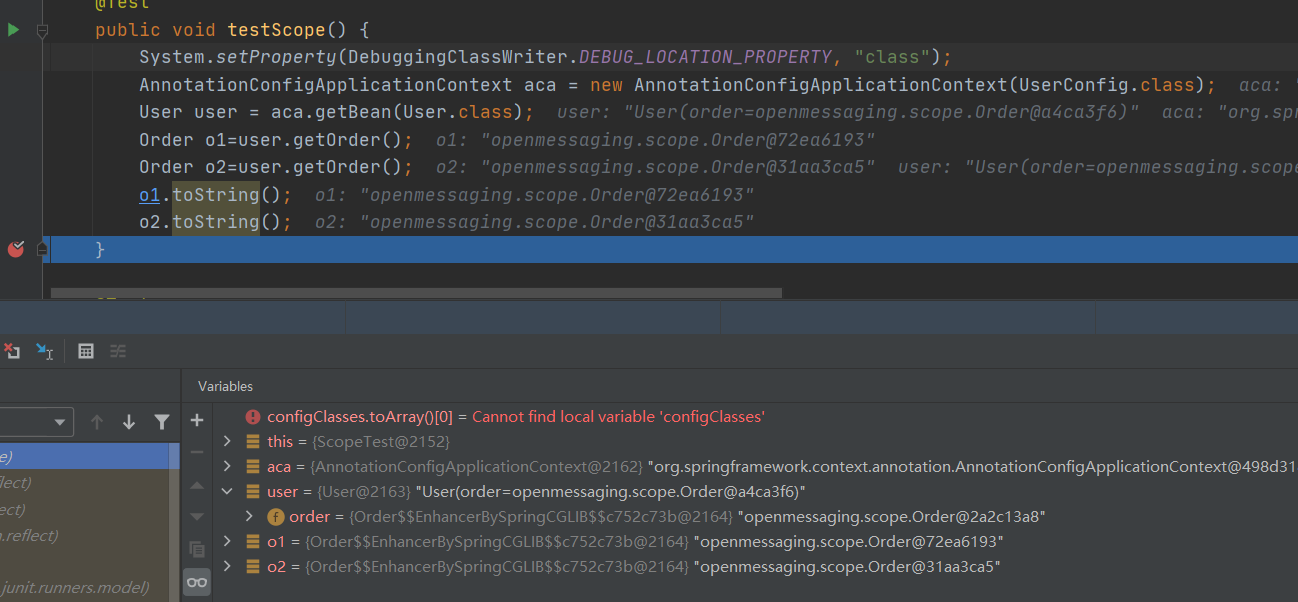 @Test
public void testScope() {
System.setProperty(DebuggingClassWriter.DEBUG_LOCATION_PROPERTY, "class");
AnnotationConfigApplicationContext aca = new AnnotationConfigApplicationContext(UserConfig.class); aca: "
User user = aca.getBean(User.class); user: "User(order=openmessaging.scope.Order@a4ca3f6)" aca: "org.spr
Order o1=user.getOrder(); o1: "openmessaging.scope.Order@72ea6193"
Order o2=user.getOrder(); o2: "openmessaging.scope.Order@31aa3ca5" user: "User(order=openmessaging.scope
o1.toString(); o1: "openmessaging.scope.Order@72ea6193"
o2.toString(); o2: "openmessaging.scope.Order@31aa3ca5"
}
Variables
configClasses.toArray()[0] = Cannot find local variable 'configClasses'
this = {ScopeTest@2152}
aca = {AnnotationConfigApplicationContext@2162} "org.springframework.context.annotation.AnnotationConfigApplicationContext@498d31
user = {User@2163} "User(order=openmessaging.scope.Order@a4ca3f6)"
f order = {Order$$EnhancerBySpringCGLIB$$c752c73b@2164} "openmessaging.scope.Order@2a2c13a8"
o1 = {Order$$EnhancerBySpringCGLIB$$c752c73b@2164} "openmessaging.scope.Order@72ea6193"
o2 = {Order$$EnhancerBySpringCGLIB$$c752c73b@2164} "openmessaging.scope.Order@31aa3ca5"
e)
flect)
ect)
.reflect)
junit.runners.model)